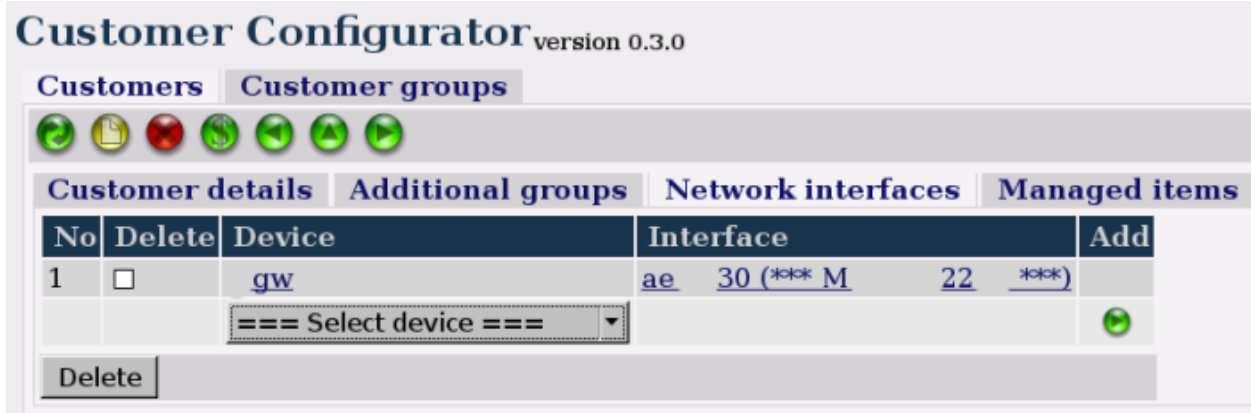 Customer Configurator version 0.3.0
Customers Customer groups
Customer details Additional groups Network interfaces Managed items
No Delete Device Interface Add
1 gw ae 30 (*** M 22 ***)
=== Select device ===
Delete